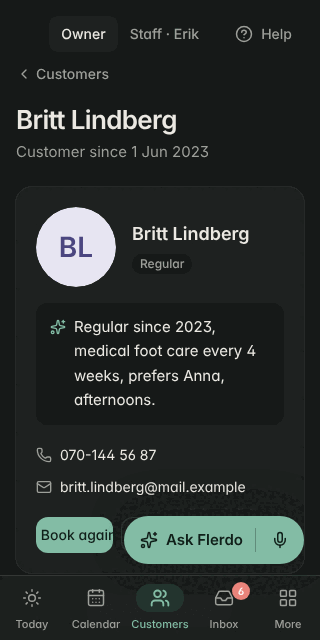 Owner
Staff · Erik
Help
Customers
Britt Lindberg
Customer since 1 Jun 2023
BL
Britt Lindberg
Regular
Regular since 2023,
medical foot care every 4
weeks, prefers Anna,
afternoons.
070-144 56 87
britt.lindberg@mail.example
Book again
Ask Flerdo
6
Today
Calendar
Customers
Inbox
More